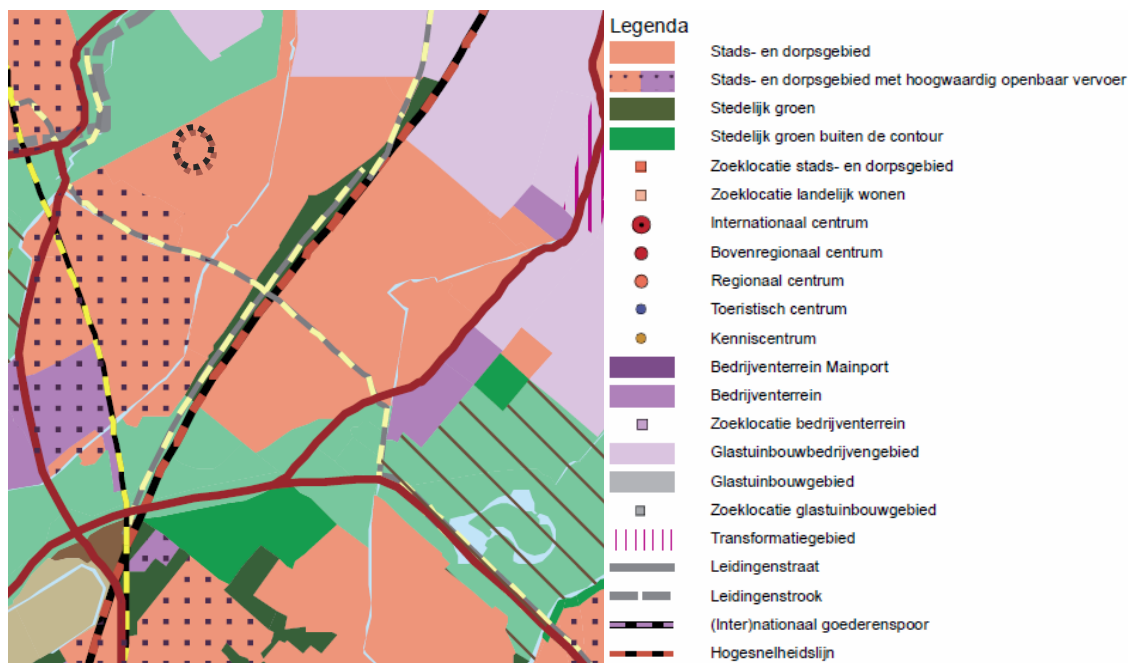 Legenda
Stads- en dorpsgebied
Stads- en dorpsgebied met hoogwaardig openbaar vervoer
Stedelijk groen
Stedelijk groen buiten de contour
Zoeklocatie stads- en dorpsgebied
Zoeklocatie landelijk wonen
Internationaal centrum
Bovenregionaal centrum
Regionaal centrum
Toeristisch centrum
Kenniscentrum
Bedrijventerrein Mainport
Bedrijventerrein
Zoeklocatie bedrijventerrein
Glastuinbouwbedrijvengebied
Glastuinbouwgebied
Zoeklocatie glastuinbouwgebied
Transformatiegebied
Leidingenstraat
Leidingenstrook
(Inter)nationaal goederenspoor
Hogesnelheidslijn